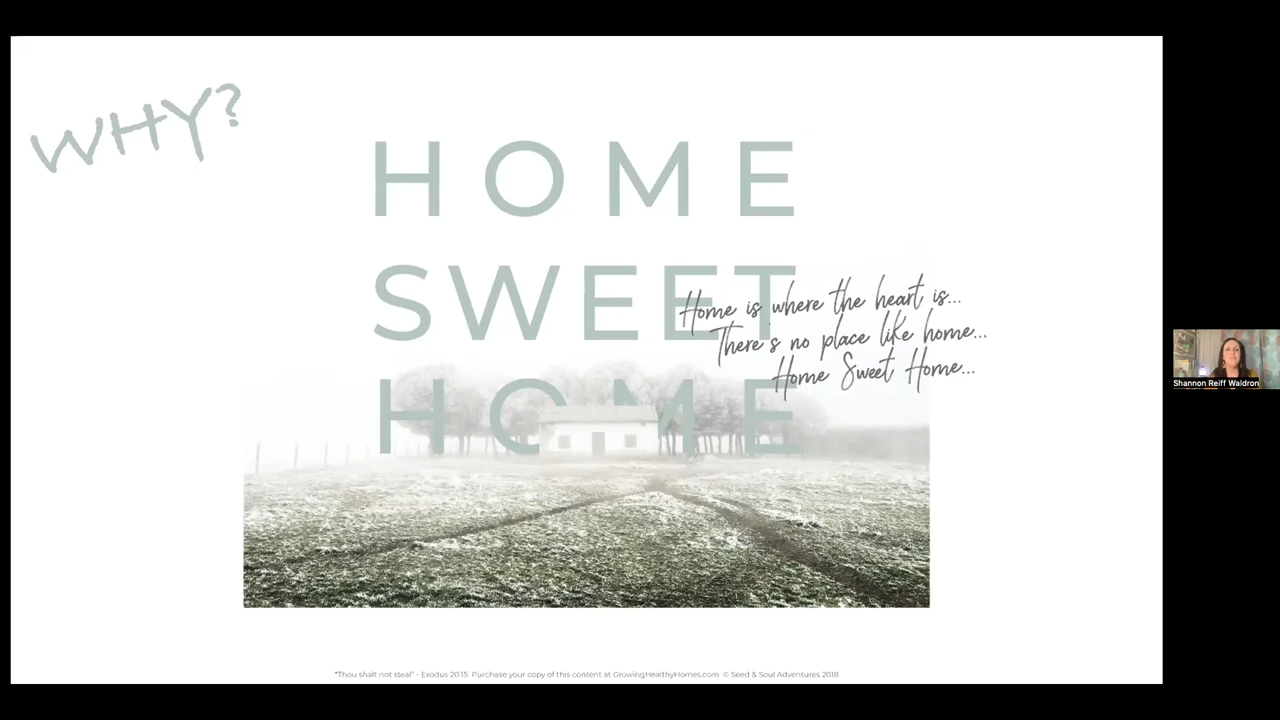 WHY?
HOME
SWEET
HOME
Home is where the heart is...
There's no place like home...
Home Sweet Home...
Shannon Reiff Waldron
"Thou shalt not steal" - Exodus 20:15 Purchase your copy of this content at GrowingHealthyHomes.com © Seed & Soul Adventures 2018